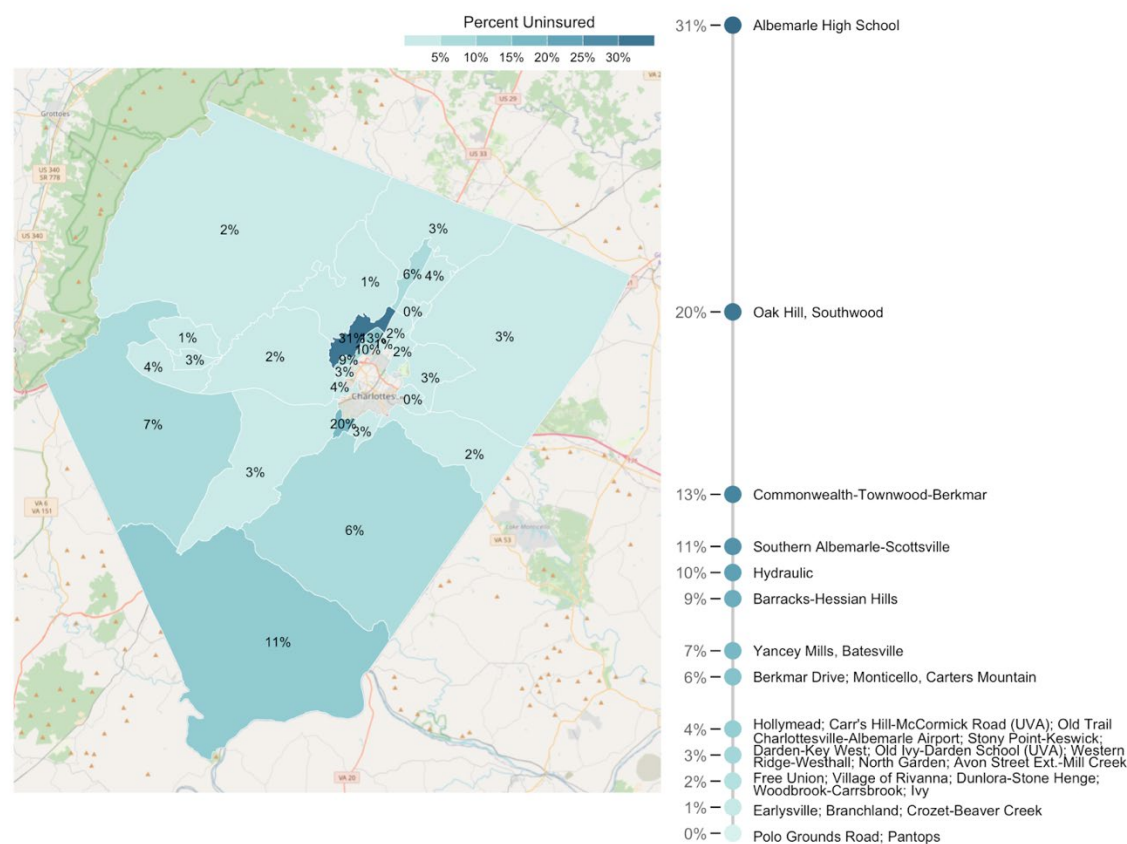 Percent Uninsured
5% 10% 15% 20% 25% 30%
VA 2
US 29
Grottoes
US 33
US 340
SR 778
US 340
2%
3%
6%
4%
1%
0%
3%
31%
13%
2%
1%
10%
2%
1%
3%
4%
2%
9%
3%
3%
4%
0%
Charlottes
7%
20%
3%
2%
3%
VA 6
VA 151
6%
Lake Monticello
VA 53
11%
VA 20
31% Albemarle High School
20% Oak Hill, Southwood
13% Commonwealth-Townwood-Berkmar
11% Southern Albemarle-Scottsville
10% Hydraulic
9% Barracks-Hessian Hills
7% Yancey Mills, Batesville
6% Berkmar Drive; Monticello, Carters Mountain
4% Hollymead; Carr's Hill-McCormick Road (UVA); Old Trail
Charlottesville-Albemarle Airport; Stony Point-Keswick;
3% Darden-Key West; Old Ivy-Darden School (UVA); Western
Ridge-Westhall; North Garden; Avon Street Ext.-Mill Creek
2% Free Union; Village of Rivanna; Dunlora-Stone Henge;
Woodbrook-Carrsbrook; Ivy
1% Earlysville; Branchland; Crozet-Beaver Creek
0% Polo Grounds Road; Pantops